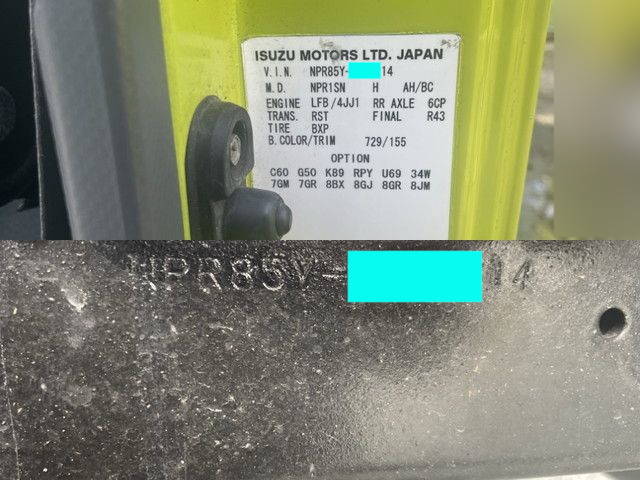 ISUZU MOTORS LTD. JAPAN
V.I.N. NPR85Y- 14
M.D. NPR1SN H AH/BC
ENGINE LFB/4JJ1 RR AXLE 6CP
TRANS. RST FINAL R43
TIRE BXP
B.COLOR/TRIM 729/155
OPTION
C60 G50 K89 RPY U69 34W
7GM 7GR 8BX 8GJ 8GR 8JM
NPR85Y- 14